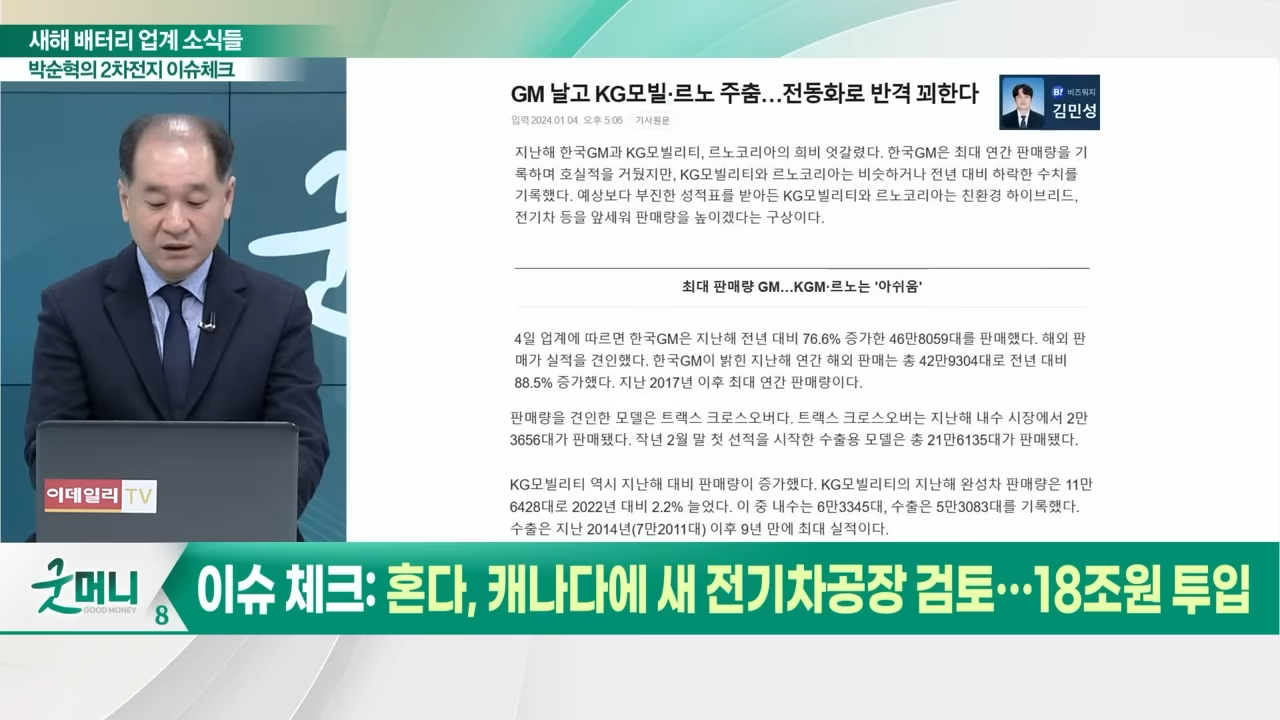 새해 배터리 업계 소식들
박순혁의 2차전지 이슈체크
GM 날고 KG모빌·르노 주춤…전동화로 반격 꾀한다
입력2024.01.04. 오후 5:06 기사원문
B! 비즈워치
김민성
지난해 한국GM과 KG모빌리티, 르노코리아의 희비 엇갈렸다. 한국GM은 최대 연간 판매량을 기
록하며 호실적을 거뒀지만, KG모빌리티와 르노코리아는 비슷하거나 전년 대비 하락한 수치를
기록했다. 예상보다 부진한 성적표를 받아든 KG모빌리티와 르노코리아는 친환경 하이브리드,
전기차 등을 앞세워 판매량을 높이겠다는 구상이다.
최대 판매량 GM…KGM·르노는 '아쉬움'
4일 업계에 따르면 한국GM은 지난해 전년 대비 76.6% 증가한 46만8059대를 판매했다. 해외 판
매가 실적을 견인했다. 한국GM이 밝힌 지난해 연간 해외 판매는 총 42만9304대로 전년 대비
88.5% 증가했다. 지난 2017년 이후 최대 연간 판매량이다.
판매량을 견인한 모델은 트랙스 크로스오버다. 트랙스 크로스오버는 지난해 내수 시장에서 2만
3656대가 판매됐다. 작년 2월 말 첫 선적을 시작한 수출용 모델은 총 21만6135대가 판매됐다.
KG모빌리티 역시 지난해 대비 판매량이 증가했다. KG모빌리티의 지난해 완성차 판매량은 11만
6428대로 2022년 대비 2.2% 늘었다. 이 중 내수는 6만3345대, 수출은 5만3083대를 기록했다.
수출은 지난 2014년(7만2011대) 이후 9년 만에 최대 실적이다.
이데일리TV
굿머니
GOOD MONEY
8
이슈 체크: 혼다, 캐나다에 새 전기차공장 검토…18조원 투입